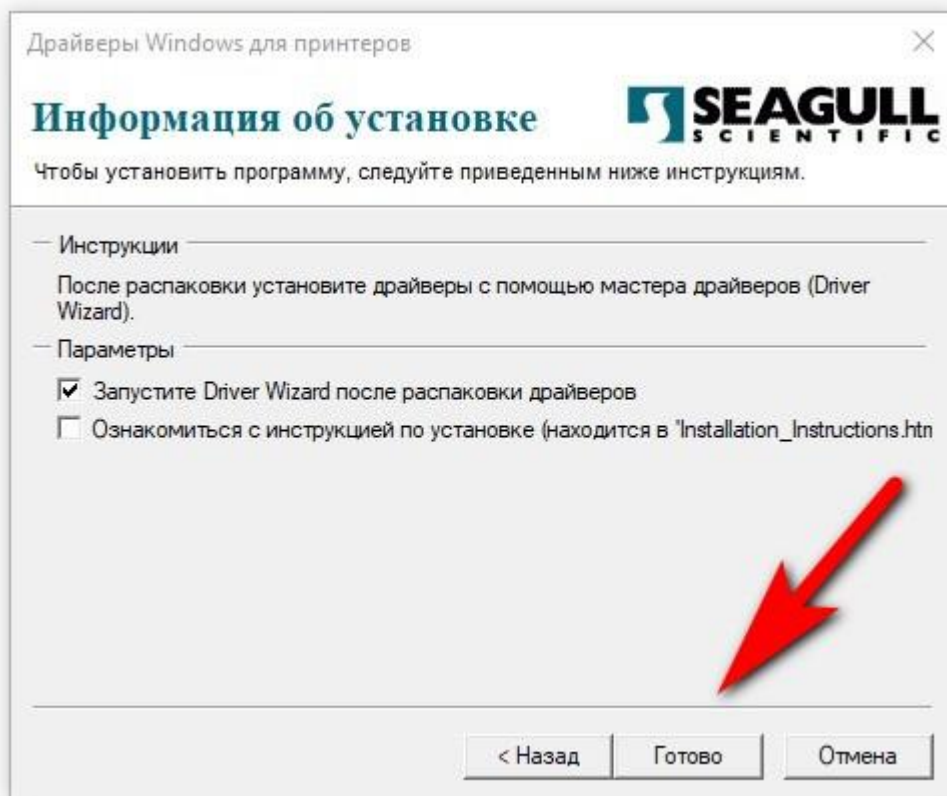 Драйверы Windows для принтеров
Информация об установке
SEAGULL
SCIENTIFIC
Чтобы установить программу, следуйте приведенным ниже инструкциям.
Инструкции
После распаковки установите драйверы с помощью мастера драйверов (Driver
Wizard).
Параметры
Запустите Driver Wizard после распаковки драйверов
Ознакомиться с инструкцией по установке (находится в 'Installation_Instructions.htm
< Назад
Готово
Отмена